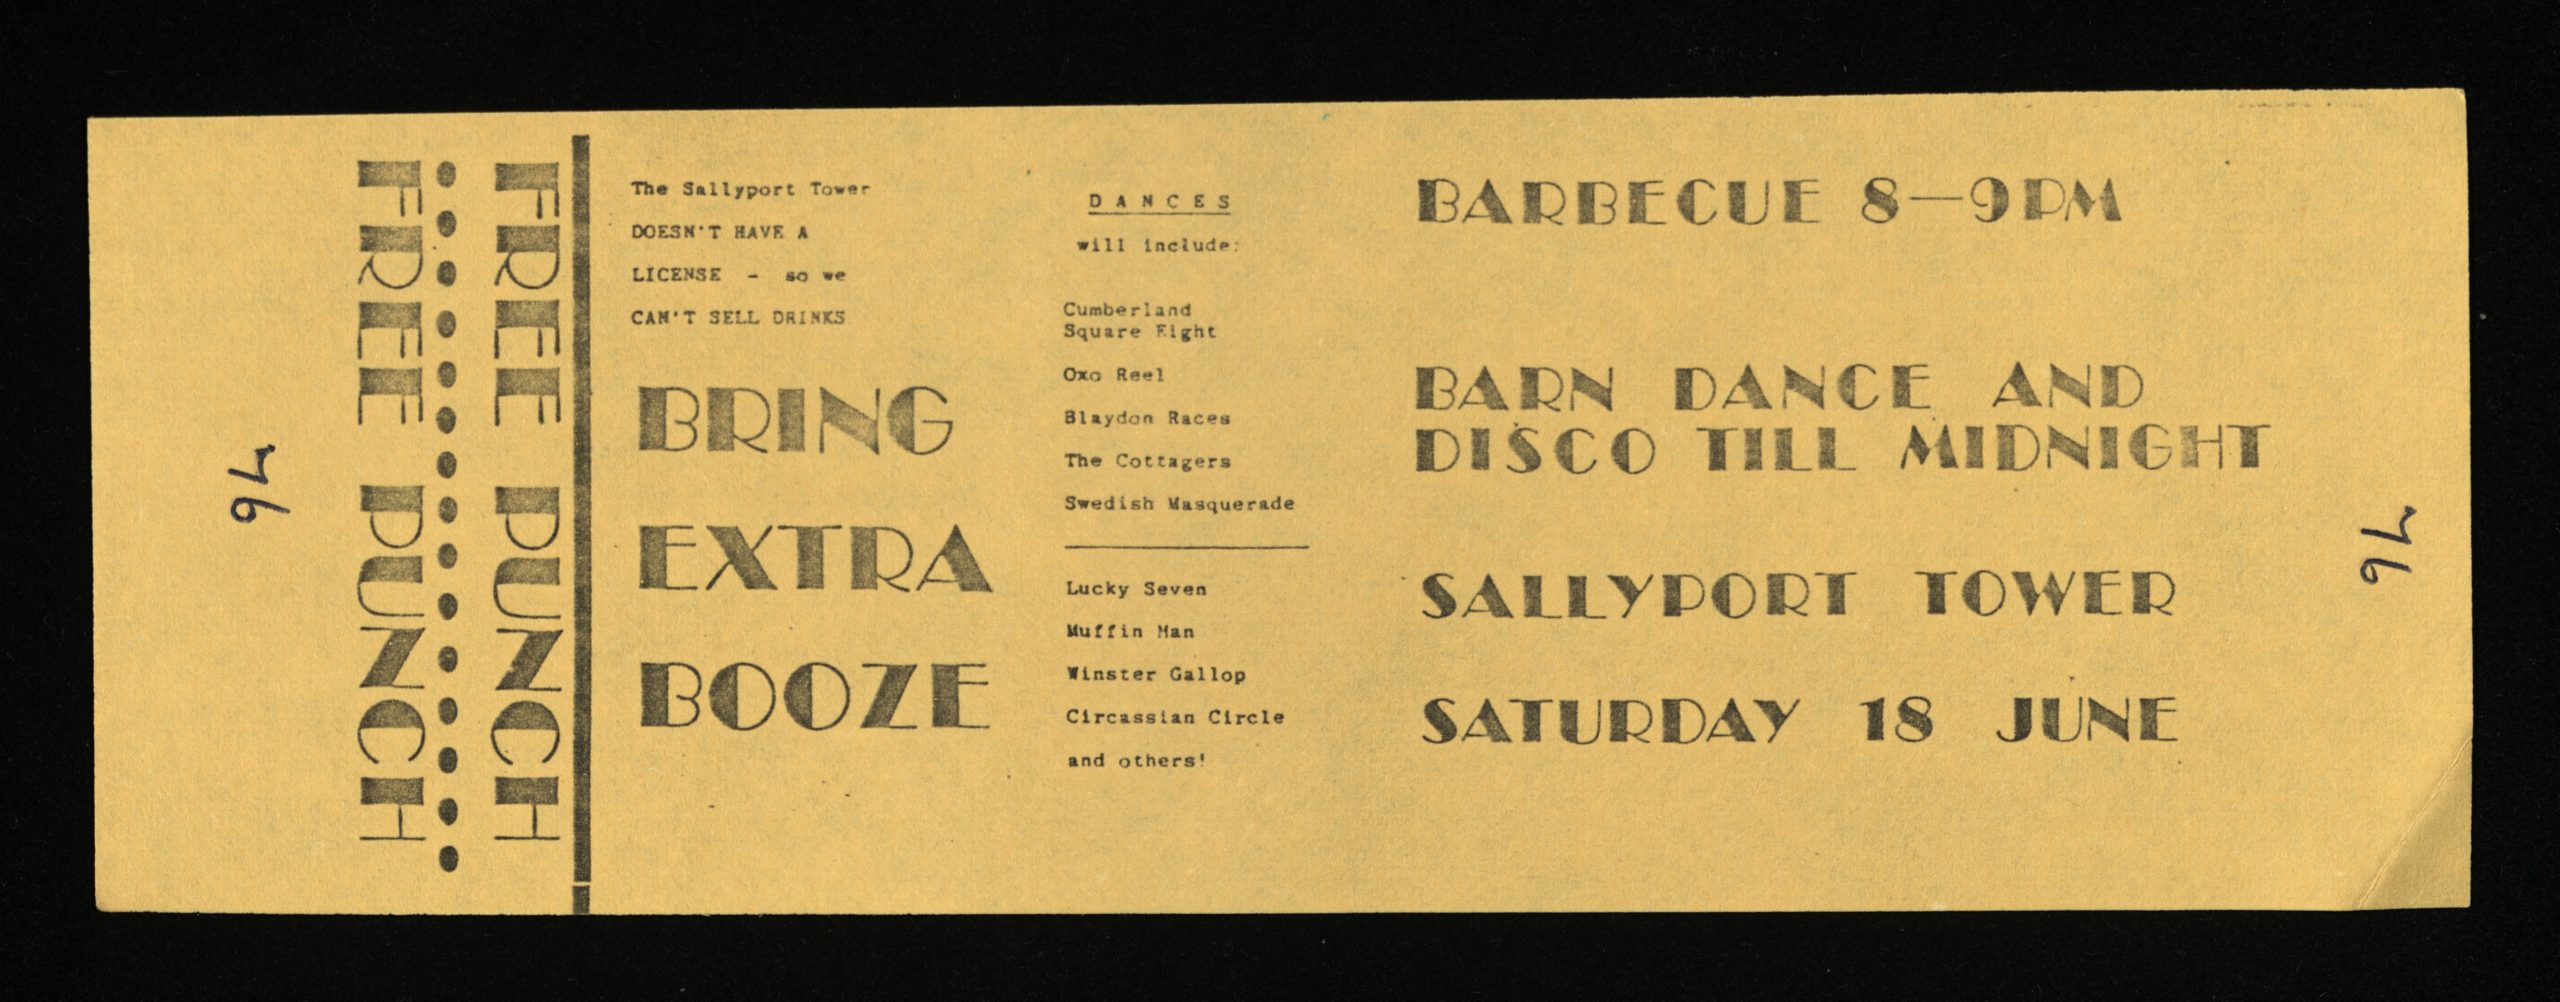 76
FREE PUNCH
FREE PUNCH
The Sallyport Tower
DOESN'T HAVE A
LICENSE - so we
CAN'T SELL DRINKS
BRING
EXTRA
BOOZE
DANCES
will include:
Cumberland
Square Eight
Oxo Reel
Blaydon Races
The Cottagers
Swedish Masquerade
Lucky Seven
Muffin Man
Winster Gallop
Circassian Circle
and others!
BARBECUE 8—9PM
BARN DANCE AND
DISCO TILL MIDNIGHT
SALLYPORT TOWER
SATURDAY 18 JUNE
76